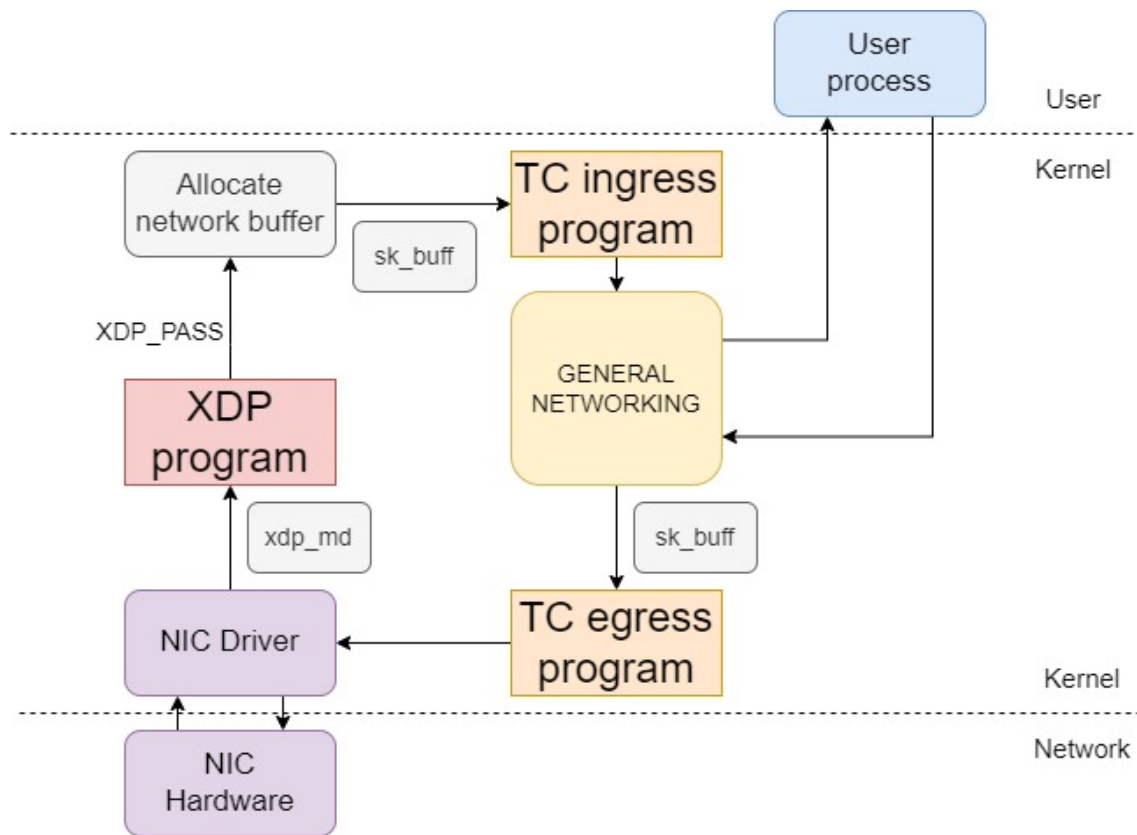 User
process
User
Kernel
Allocate
network buffer
TC ingress
program
sk_buff
XDP_PASS
GENERAL
NETWORKING
XDP
program
xdp_md
sk_buff
NIC Driver
TC egress
program
Kernel
Network
NIC
Hardware